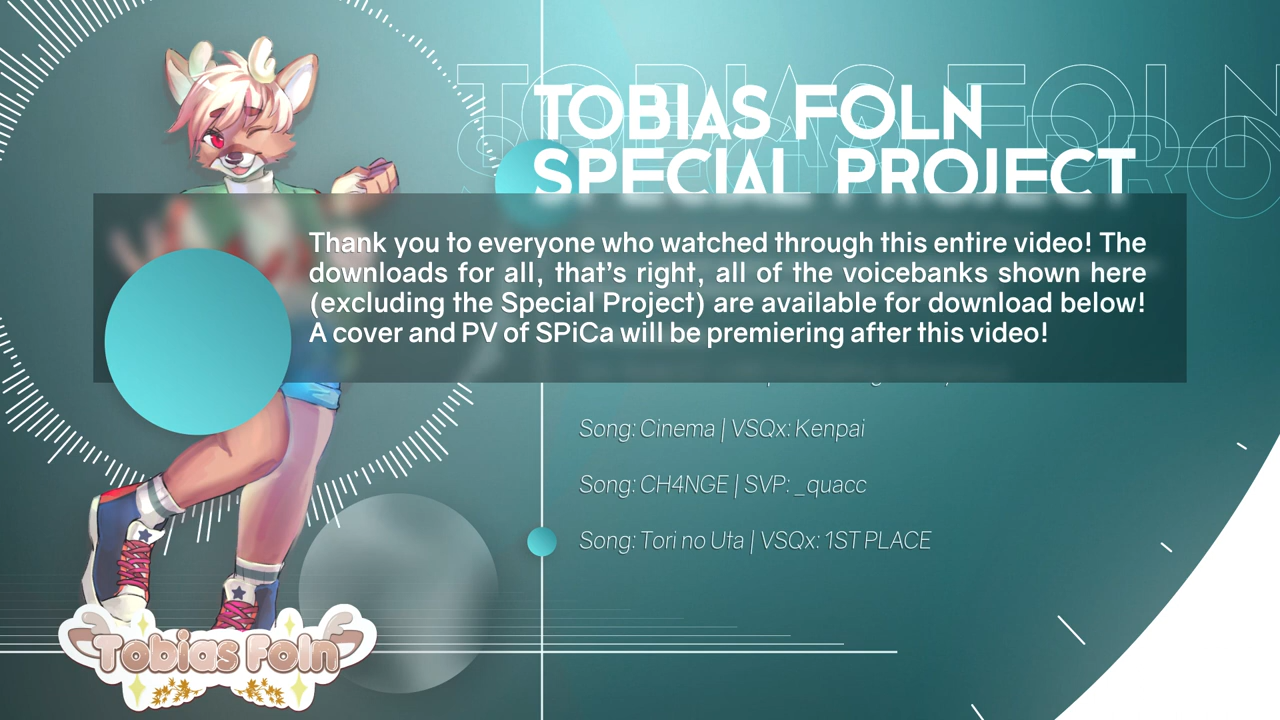 TOBIAS FOLN
SPECIAL PROJECT
Thank you to everyone who watched through this entire video! The
downloads for all, that's right, all of the voicebanks shown here
(excluding the Special Project) are available for download below!
A cover and PV of SPiCa will be premiering after this video!
Song: Cinema | VSQx: Kenpai
Song: CH4NGE | SVP: _quacc
Song: Tori no Uta | VSQx: 1ST PLACE
Tobias Foln